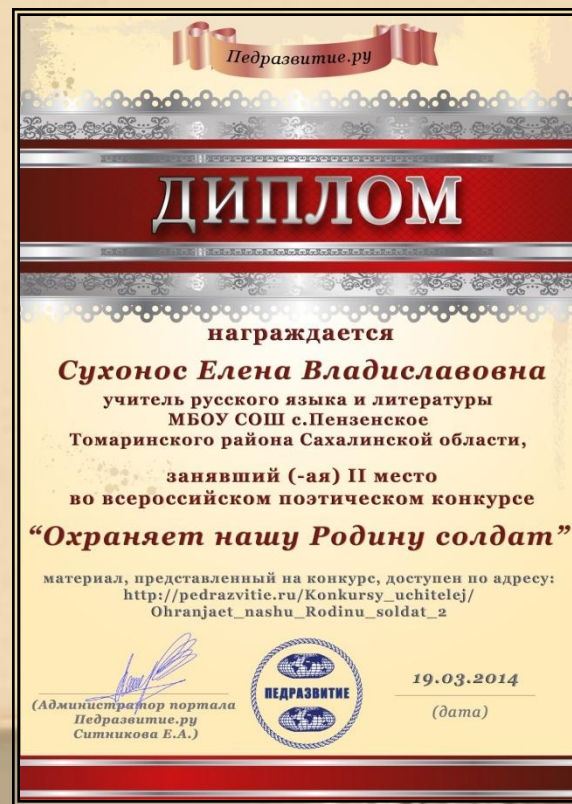 Педразвитие.ру
ДИПЛОМ
награждается
Сухонос Елена Владиславовна
учитель русского языка и литературы
МБОУ СОШ с.Пензенское
Томаринского района Сахалинской области,
занявший (-ая) II место
во всероссийском поэтическом конкурсе
“Охраняет нашу Родину солдат”
материал, представленный на конкурс, доступен по адресу:
http://pedrazvitie.ru/Konkursy_uchitelej/
Ohranjaet_nashu_Rodinu_soldat_2
(Администратор портала
Педразвитие.ру
Ситникова Е.А.)
ПЕДРАЗВИТИЕ
19.03.2014
(дата)